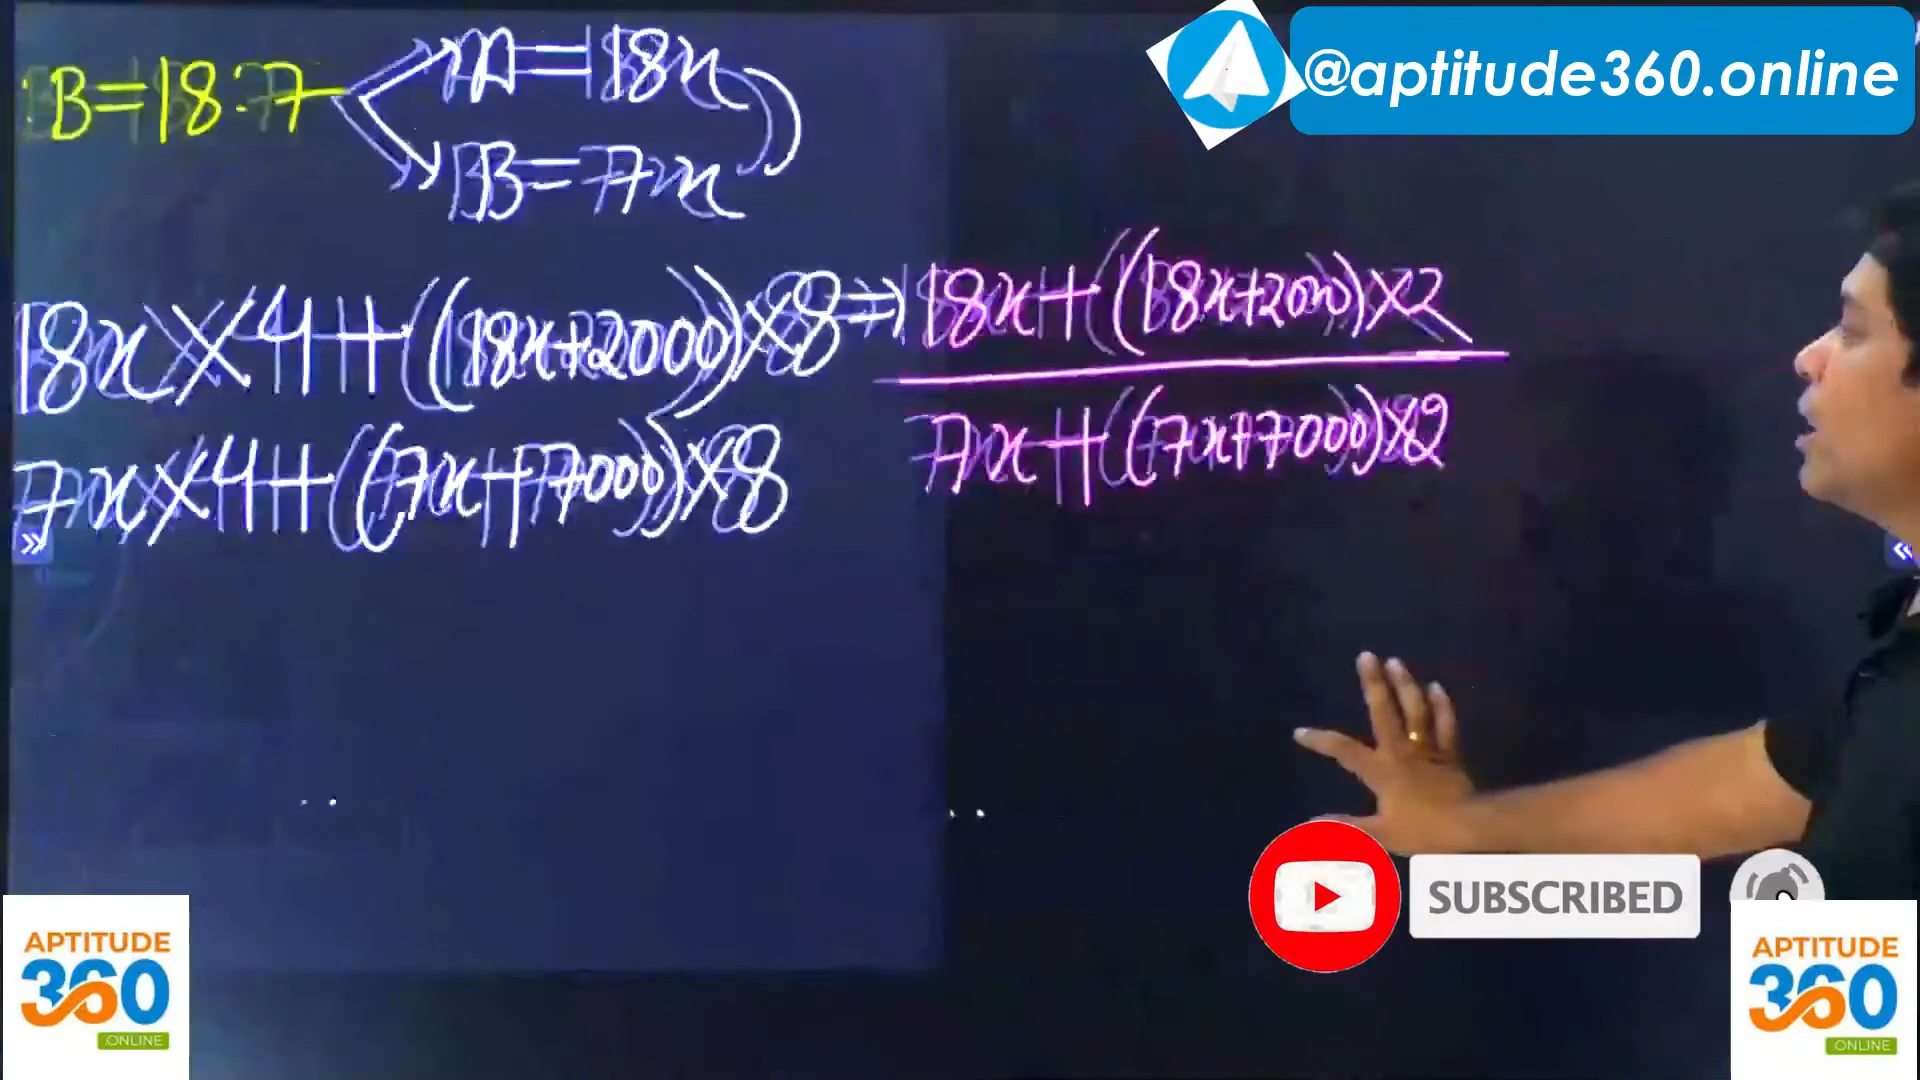 @aptitude360.online
: B=18:7
A=18x
B=7x
18x×4+(18x+2000)×8⇒
7x×4+(7x+7000)×8
18x+(18x+2000)×2
7x+(7x+7000)×2
»
«
SUBSCRIBED
APTITUDE
360
ONLINE
APTITUDE
360
ONLINE